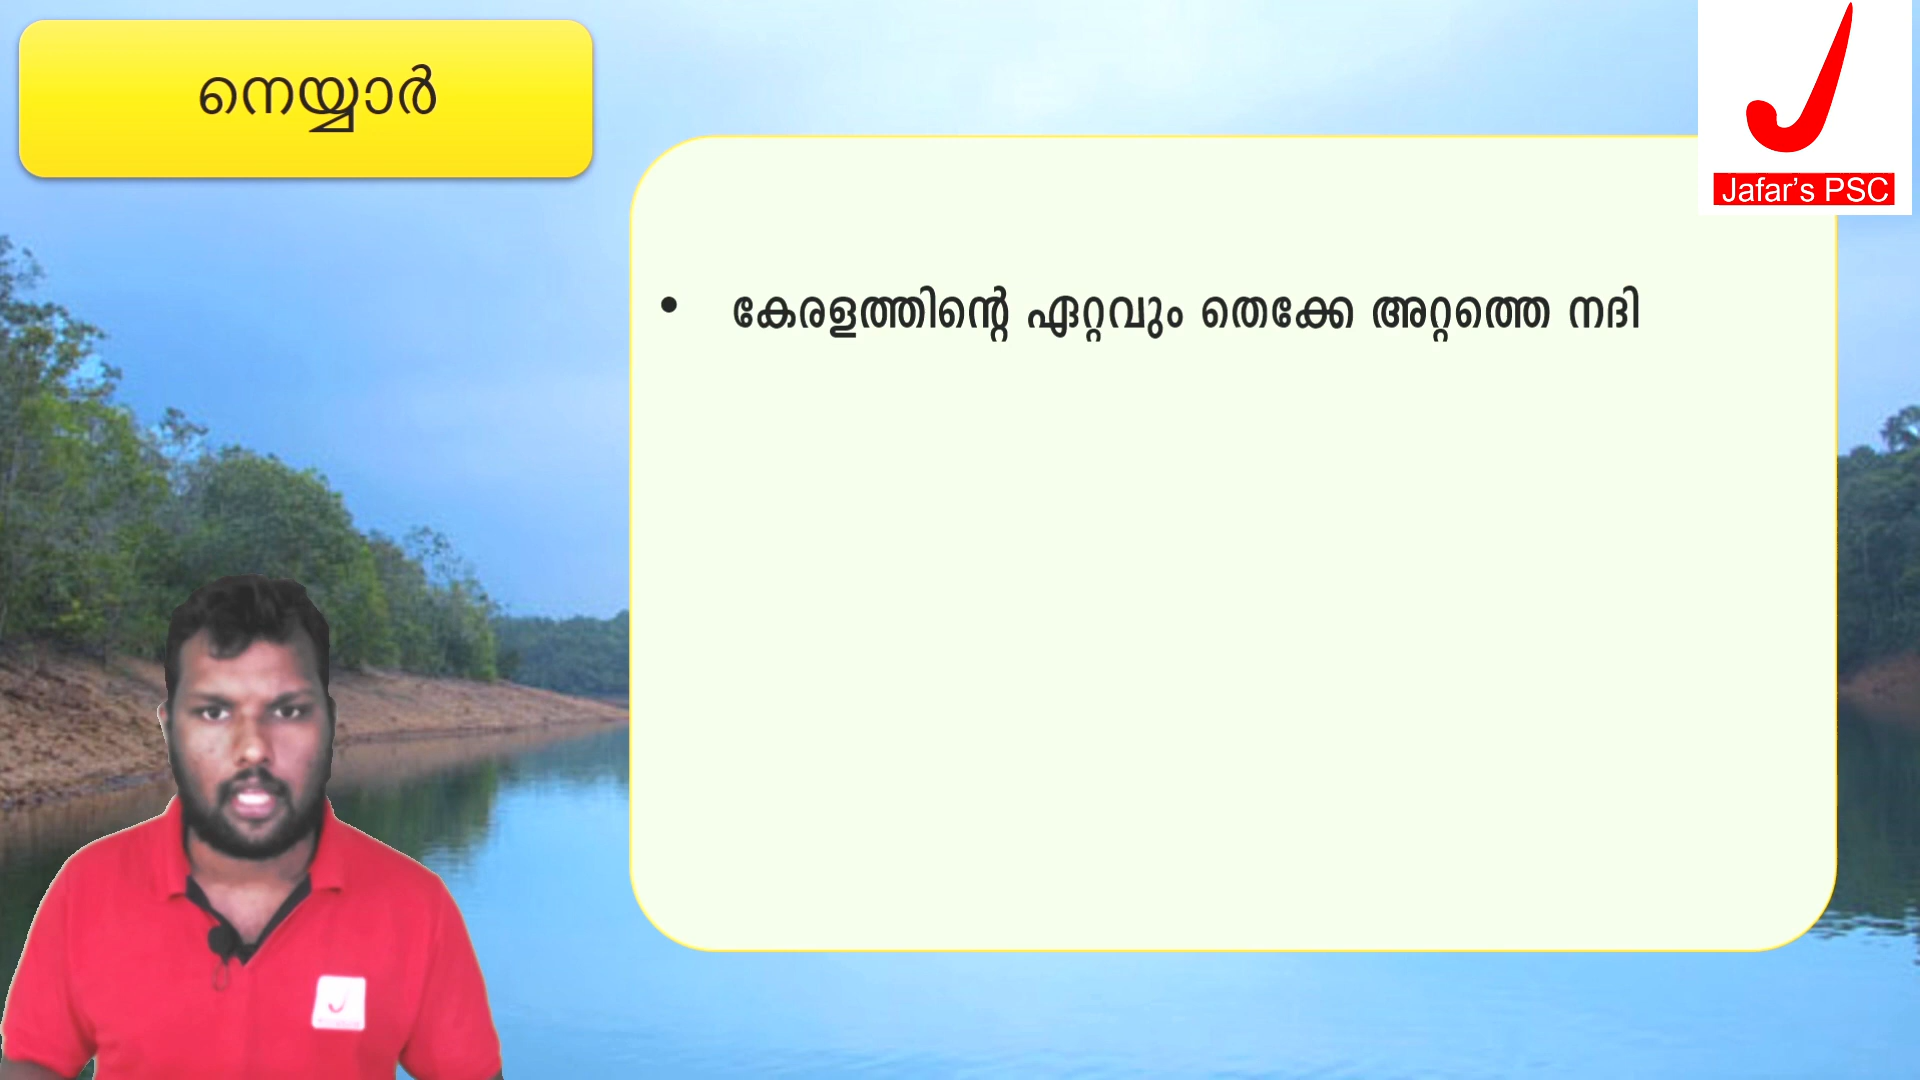 നെയ്യാർ
Jafar's PSC
• കേരളത്തിന്റെ ഏറ്റവും തെക്കേ അറ്റത്തെ നദി